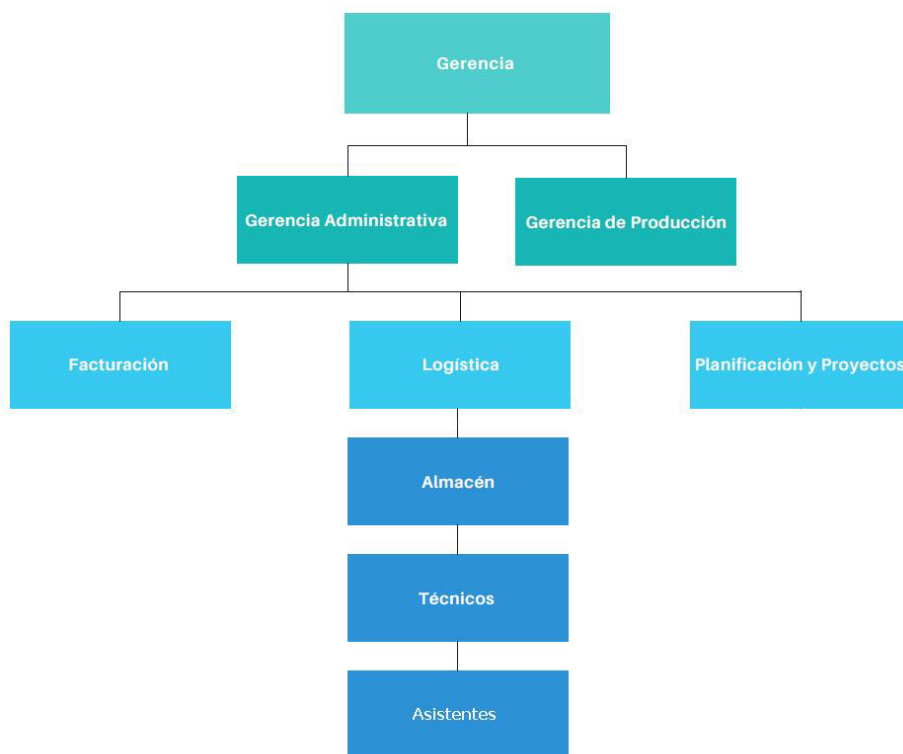 Gerencia
Gerencia Administrativa
Gerencia de Producción
Facturación
Logística
Planificación y Proyectos
Almacén
Técnicos
Asistentes